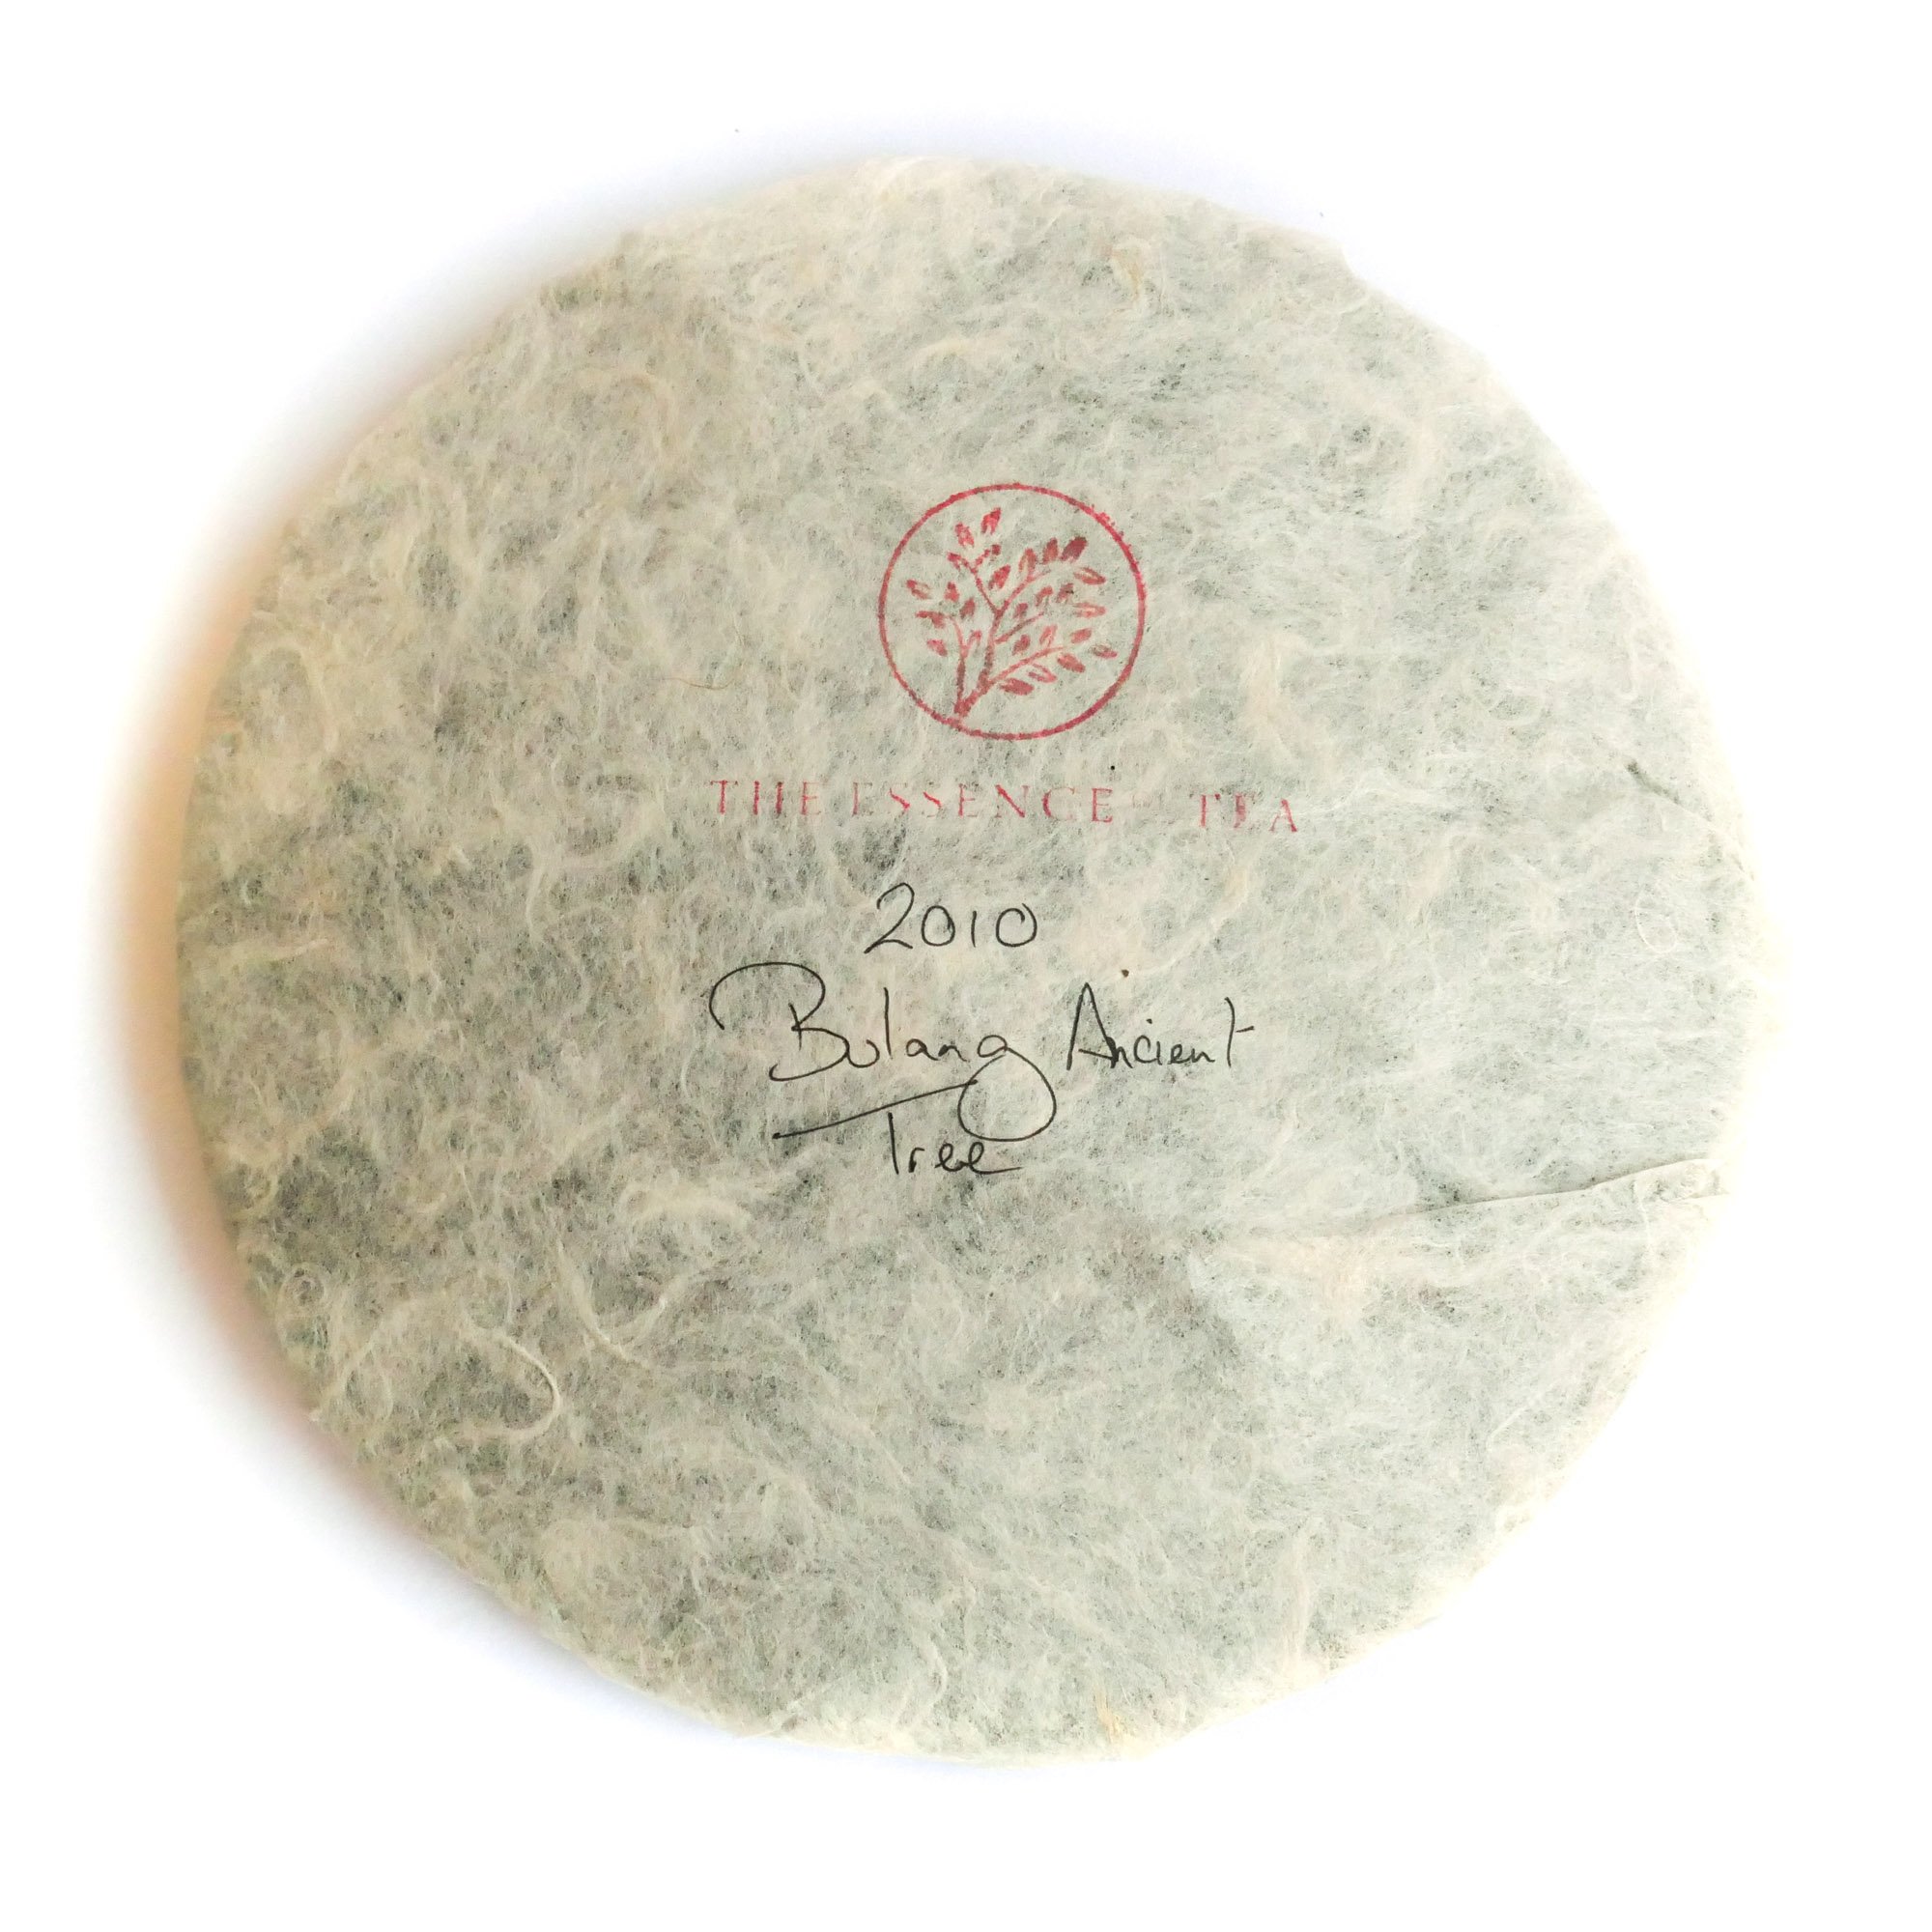 THE ESSENCE TEA
2010
Bulang Ancient
Tree